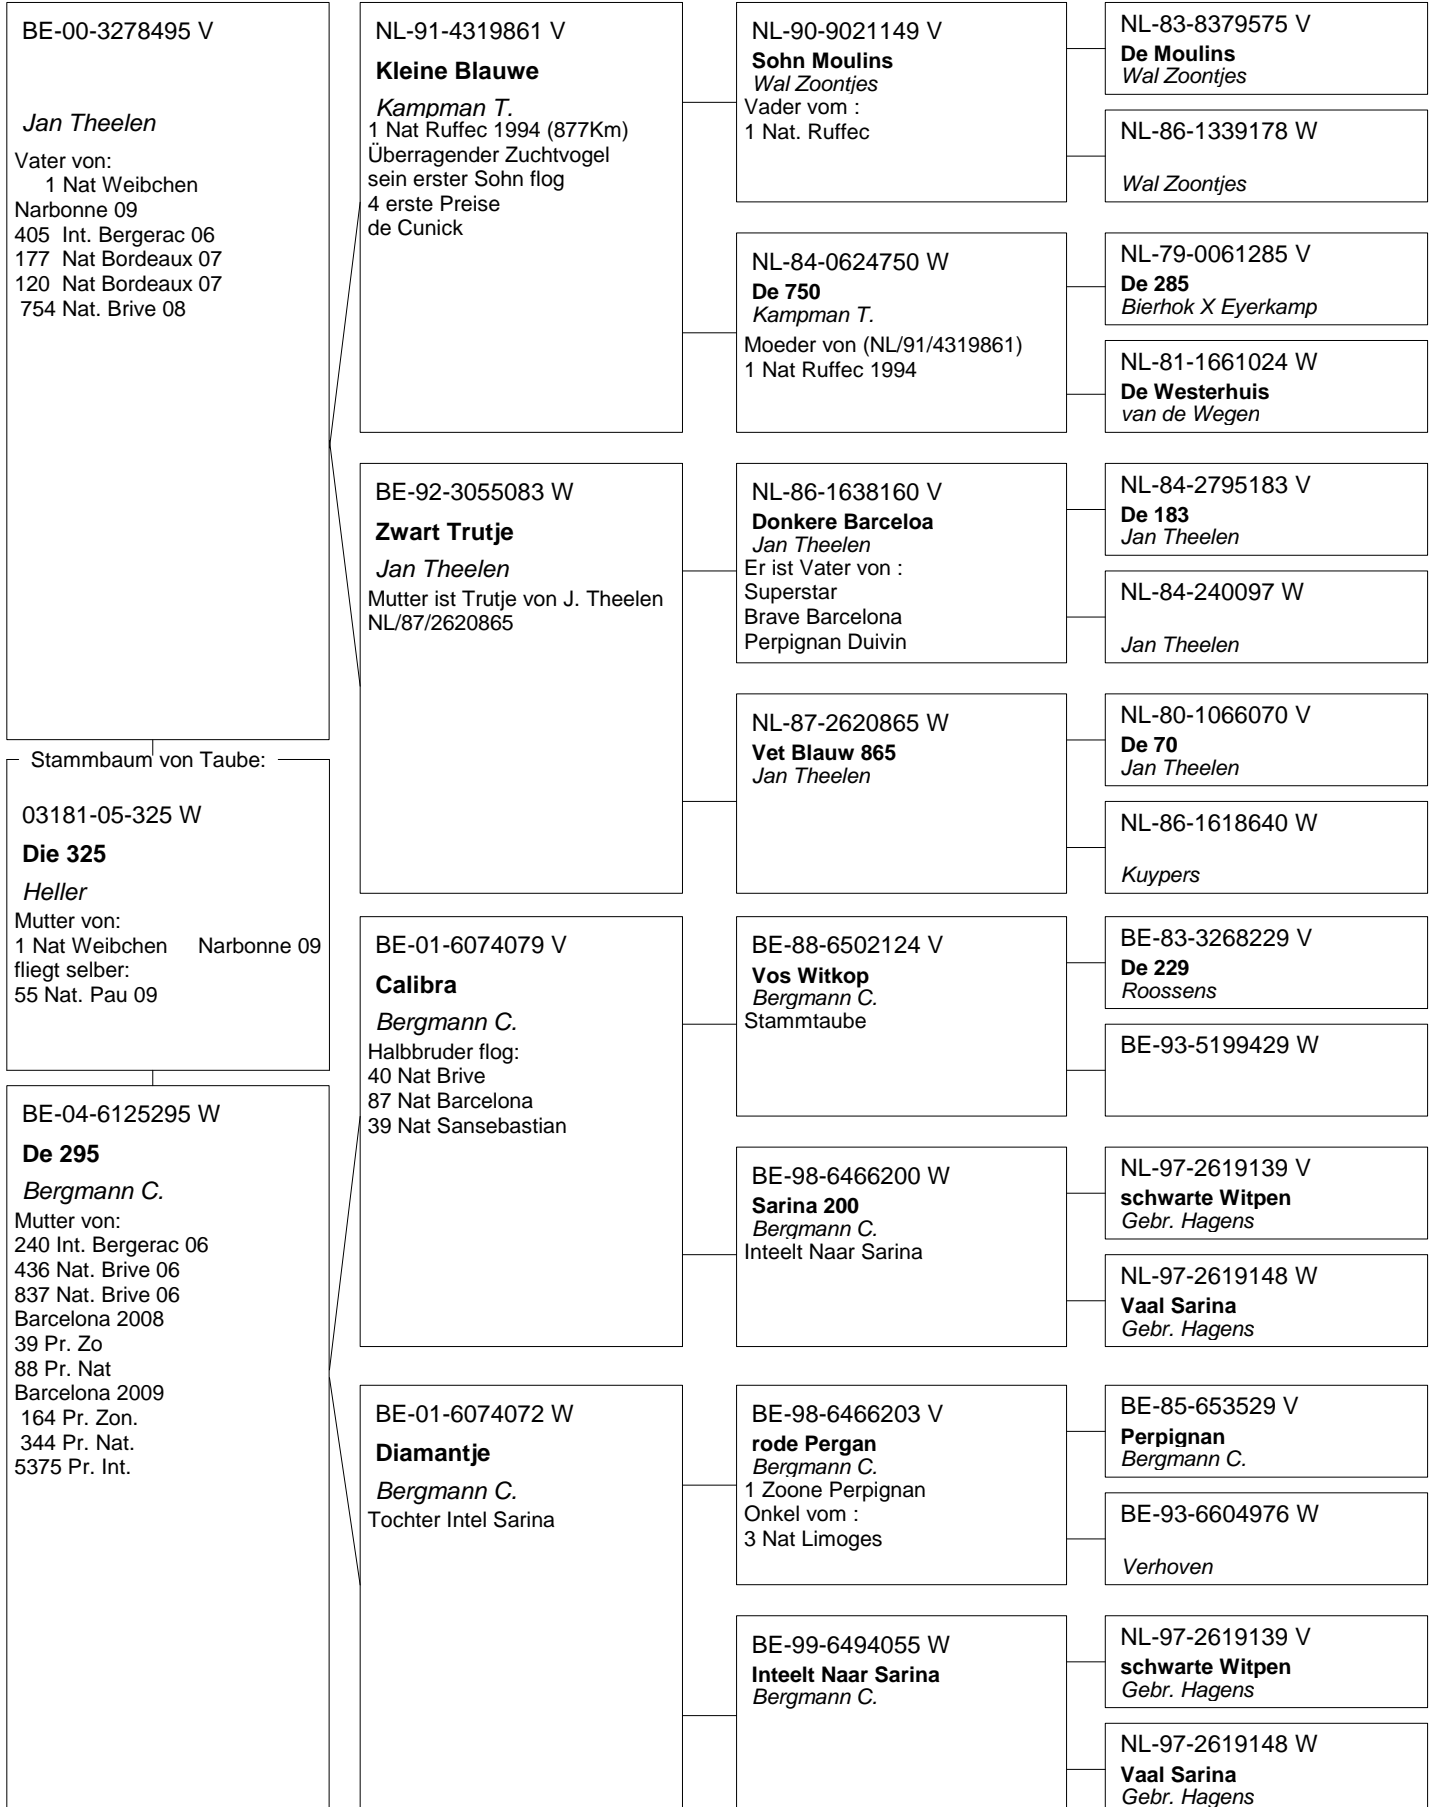 BE-00-3278495 V
Jan Theelen
Vater von:
1 Nat Weibchen
Narbonne 09
405 Int. Bergerac 06
177 Nat Bordeaux 07
120 Nat Bordeaux 07
754 Nat. Brive 08
Stammbaum von Taube:
03181-05-325 W
Die 325
Heller
Mutter von:
1 Nat Weibchen Narbonne 09
fliegt selber:
55 Nat. Pau 09
BE-04-6125295 W
De 295
Bergmann C.
Mutter von:
240 Int. Bergerac 06
436 Nat. Brive 06
837 Nat. Brive 06
Barcelona 2008
39 Pr. Zo
88 Pr. Nat
Barcelona 2009
164 Pr. Zon.
344 Pr. Nat.
5375 Pr. Int.
NL-91-4319861 V
Kleine Blauwe
Kampman T.
1 Nat Ruffec 1994 (877Km)
Überragender Zuchtvogel
sein erster Sohn flog
4 erste Preise
de Cunick
BE-92-3055083 W
Zwart Trutje
Jan Theelen
Mutter ist Trutje von J. Theelen
NL/87/2620865
BE-01-6074079 V
Calibra
Bergmann C.
Halbbruder flog:
40 Nat Brive
87 Nat Barcelona
39 Nat Sansebastian
BE-01-6074072 W
Diamantje
Bergmann C.
Tochter Intel Sarina
NL-90-9021149 V
Sohn Moulins
Wal Zoontjes
Vader vom :
1 Nat. Ruffec
NL-84-0624750 W
De 750
Kampman T.
Moeder von (NL/91/4319861)
1 Nat Ruffec 1994
NL-86-1638160 V
Donkere Barceloa
Jan Theelen
Er ist Vater von :
Superstar
Brave Barcelona
Perpignan Duivin
NL-87-2620865 W
Vet Blauw 865
Jan Theelen
BE-88-6502124 V
Vos Witkop
Bergmann C.
Stammtaube
BE-98-6466200 W
Sarina 200
Bergmann C.
Inteelt Naar Sarina
BE-98-6466203 V
rode Pergan
Bergmann C.
1 Zoone Perpignan
Onkel vom :
3 Nat Limoges
BE-99-6494055 W
Inteelt Naar Sarina
Bergmann C.
NL-83-8379575 V
De Moulins
Wal Zoontjes
NL-86-1339178 W
Wal Zoontjes
NL-79-0061285 V
De 285
Bierhok X Eyerkamp
NL-81-1661024 W
De Westerhuis
van de Wegen
NL-84-2795183 V
De 183
Jan Theelen
NL-84-240097 W
Jan Theelen
NL-80-1066070 V
De 70
Jan Theelen
NL-86-1618640 W
Kuypers
BE-83-3268229 V
De 229
Roossens
BE-93-5199429 W
NL-97-2619139 V
schwarte Witpen
Gebr. Hagens
NL-97-2619148 W
Vaal Sarina
Gebr. Hagens
BE-85-653529 V
Perpignan
Bergmann C.
BE-93-6604976 W
Verhoven
NL-97-2619139 V
schwarte Witpen
Gebr. Hagens
NL-97-2619148 W
Vaal Sarina
Gebr. Hagens